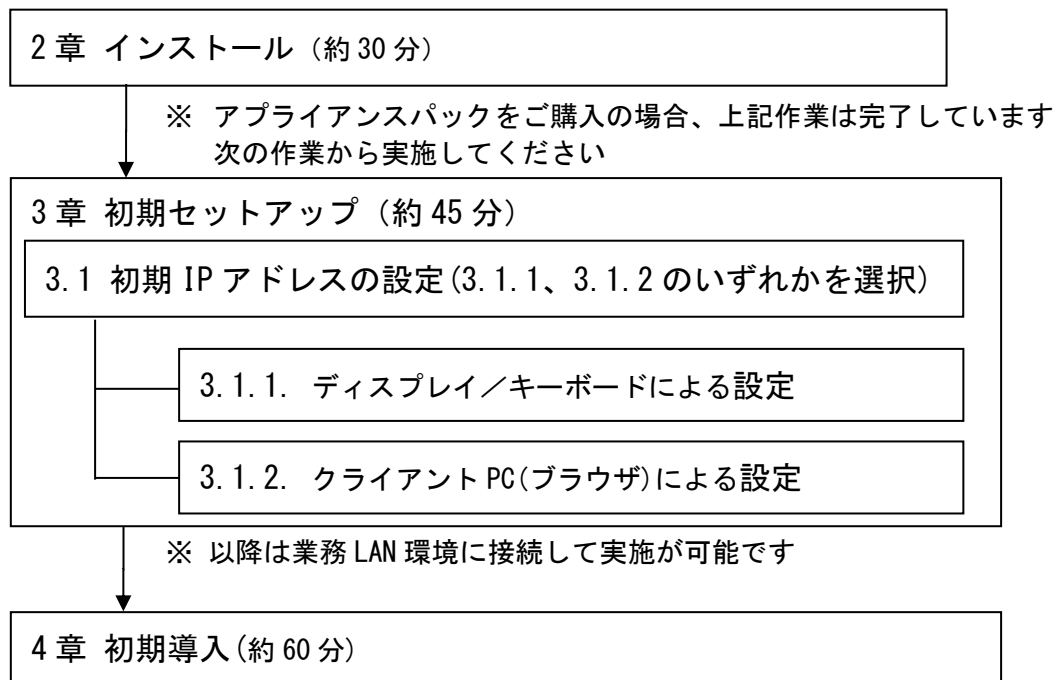 2章 インストール（約30分）
※ アプライアンスパックをご購入の場合、上記作業は完了しています
次の作業から実施してください
3章 初期セットアップ（約45分）
3.1 初期IPアドレスの設定(3.1.1、3.1.2のいずれかを選択)
3.1.1. ディスプレイ／キーボードによる設定
3.1.2. クライアントPC(ブラウザ)による設定
※ 以降は業務LAN環境に接続して実施が可能です
4章 初期導入(約60分)